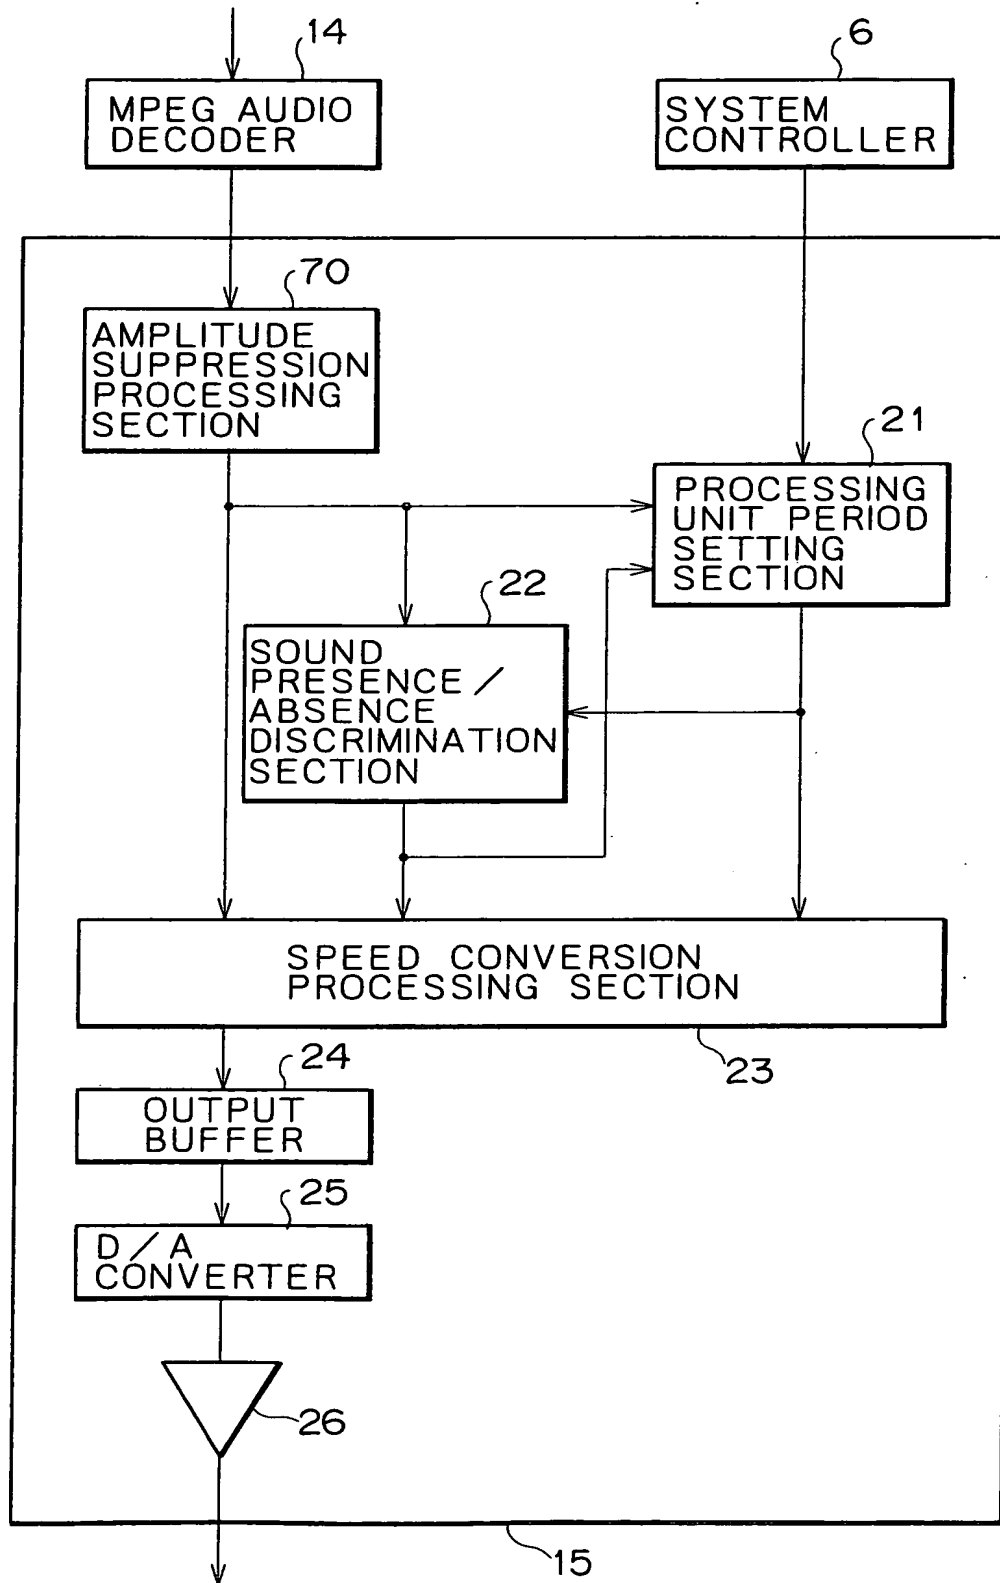 14
6
MPEG AUDIO
DECODER
SYSTEM
CONTROLLER
70
AMPLITUDE
SUPPRESSION
PROCESSING
SECTION
21
PROCESSING
UNIT PERIOD
SETTING
SECTION
22
SOUND
PRESENCE/
ABSENCE
DISCRIMINATION
SECTION
SPEED CONVERSION
PROCESSING SECTION
23
24
OUTPUT
BUFFER
25
D/A
CONVERTER
26
15